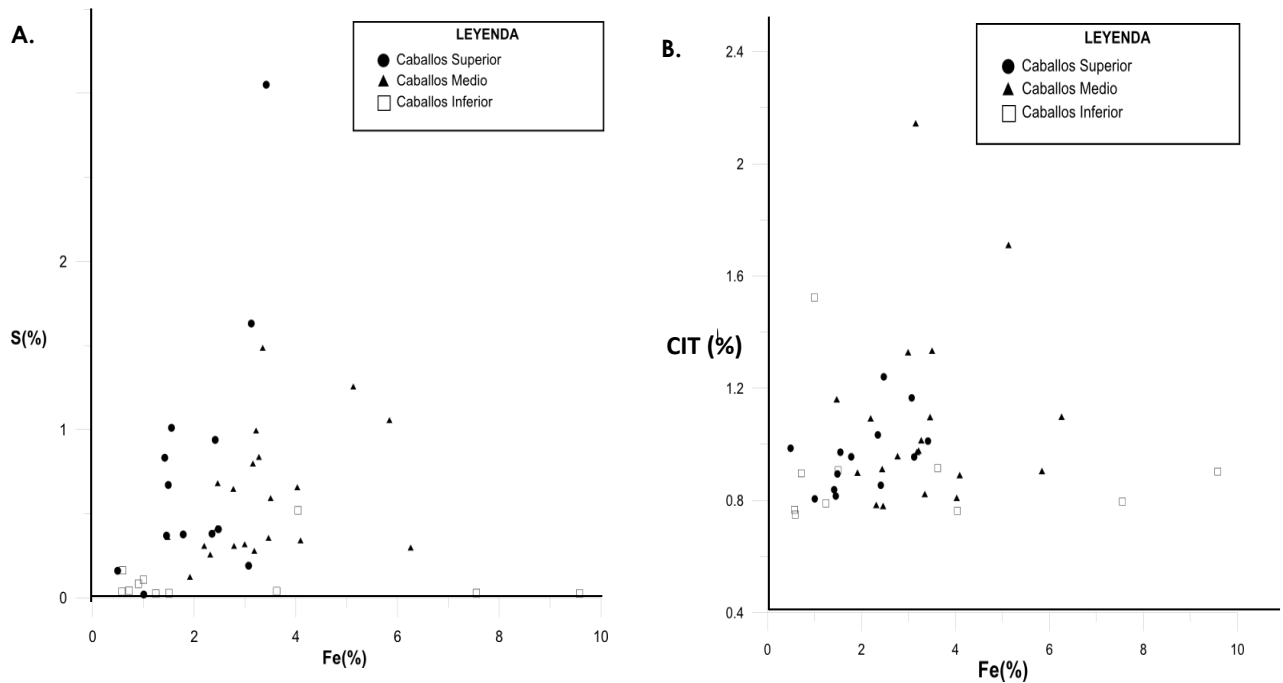 A.
LEYENDA
Caballos Superior
Caballos Medio
Caballos Inferior
2
S(%)
1
0
0 2 4 6 8 10
Fe(%)
B.
LEYENDA
Caballos Superior
Caballos Medio
Caballos Inferior
2.4
2
1.6
CIT (%)
1.2
0.8
0.4
0 2 4 6 8 10
Fe(%)